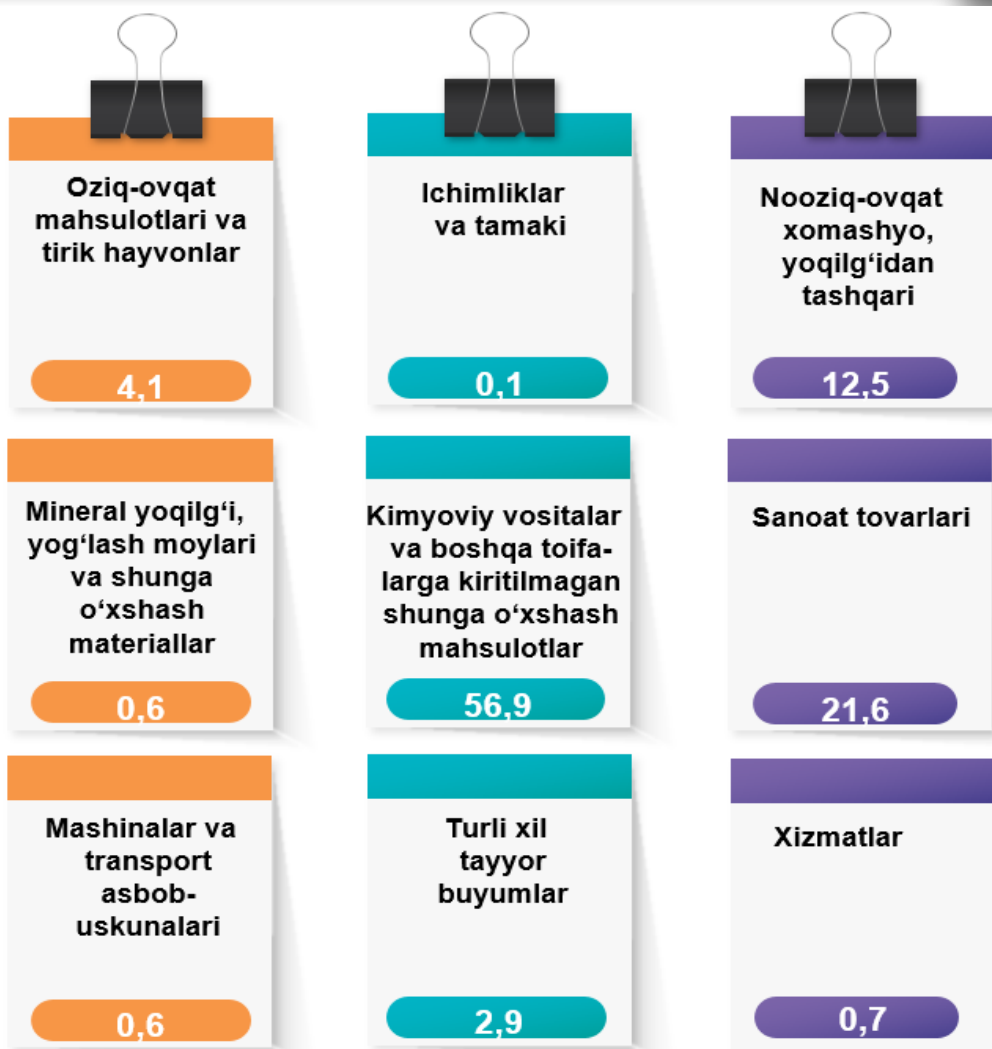 Oziq-ovqat
mahsulotlari va
tirik hayvonlar
4,1
Ichimliklar
va tamaki
0,1
Nooziq-ovqat
xomashyo,
yoqilg‘idan
tashqari
12,5
Mineral yoqilg‘i,
yog‘lash moylari
va shunga
o‘xshash
materiallar
0,6
Kimyoviy vositalar
va boshqa toifa-
larga kiritilmagan
shunga o‘xshash
mahsulotlar
56,9
Sanoat tovarlari
21,6
Mashinalar va
transport
asbob-
uskunalari
0,6
Turli xil
tayyor
buyumlar
2,9
Xizmatlar
0,7